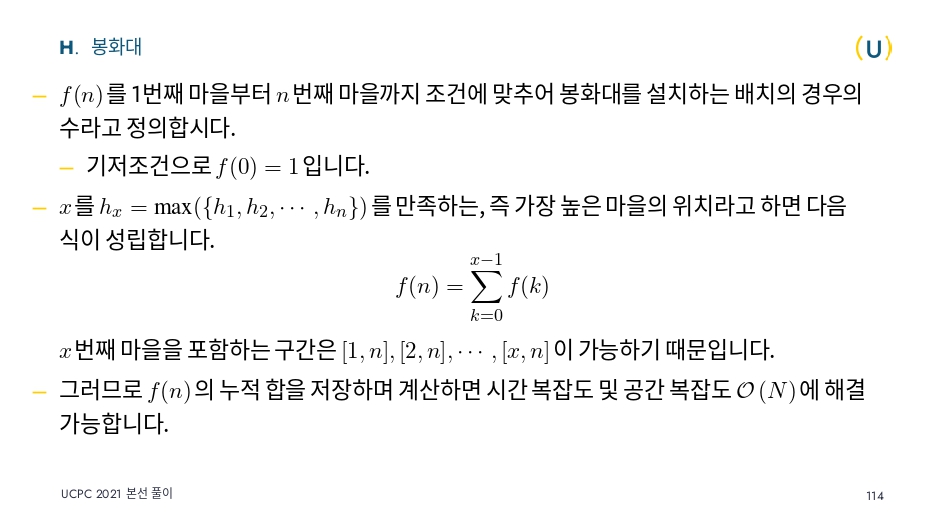 H. 봉화대
(U)
– f(n)를 1번째 마을부터 n번째 마을까지 조건에 맞추어 봉화대를 설치하는 배치의 경우의
수라고 정의합시다.
– 기저조건으로 f(0) = 1입니다.
– x를 hₓ = max({h₁, h₂, ⋯ , hₙ})를 만족하는, 즉 가장 높은 마을의 위치라고 하면 다음
식이 성립합니다.
x−1
f(n) = ∑ f(k)
k=0
x번째 마을을 포함하는 구간은 [1, n], [2, n], ⋯ , [x, n]이 가능하기 때문입니다.
– 그러므로 f(n)의 누적 합을 저장하며 계산하면 시간 복잡도 및 공간 복잡도 𝒪(N)에 해결
가능합니다.
UCPC 2021 본선 풀이
114